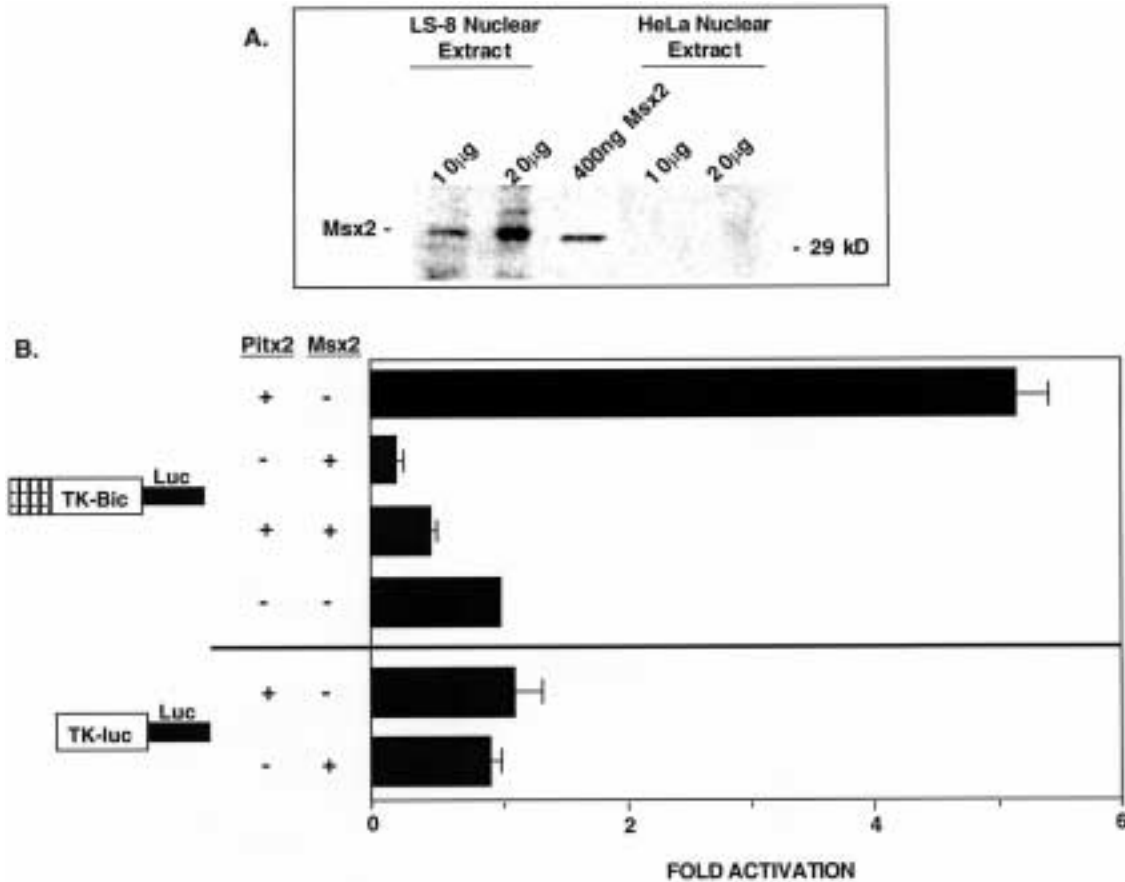 A.
LS-8 Nuclear Extract
HeLa Nuclear Extract
10µg
20µg
400ng Msx2
10µg
20µg
Msx2 -
- 29 kD
B.
Pitx2 Msx2
+ -
- +
+ +
- -
Luc
TK-Bic
+ -
- +
Luc
TK-luc
0 2 4 6
FOLD ACTIVATION